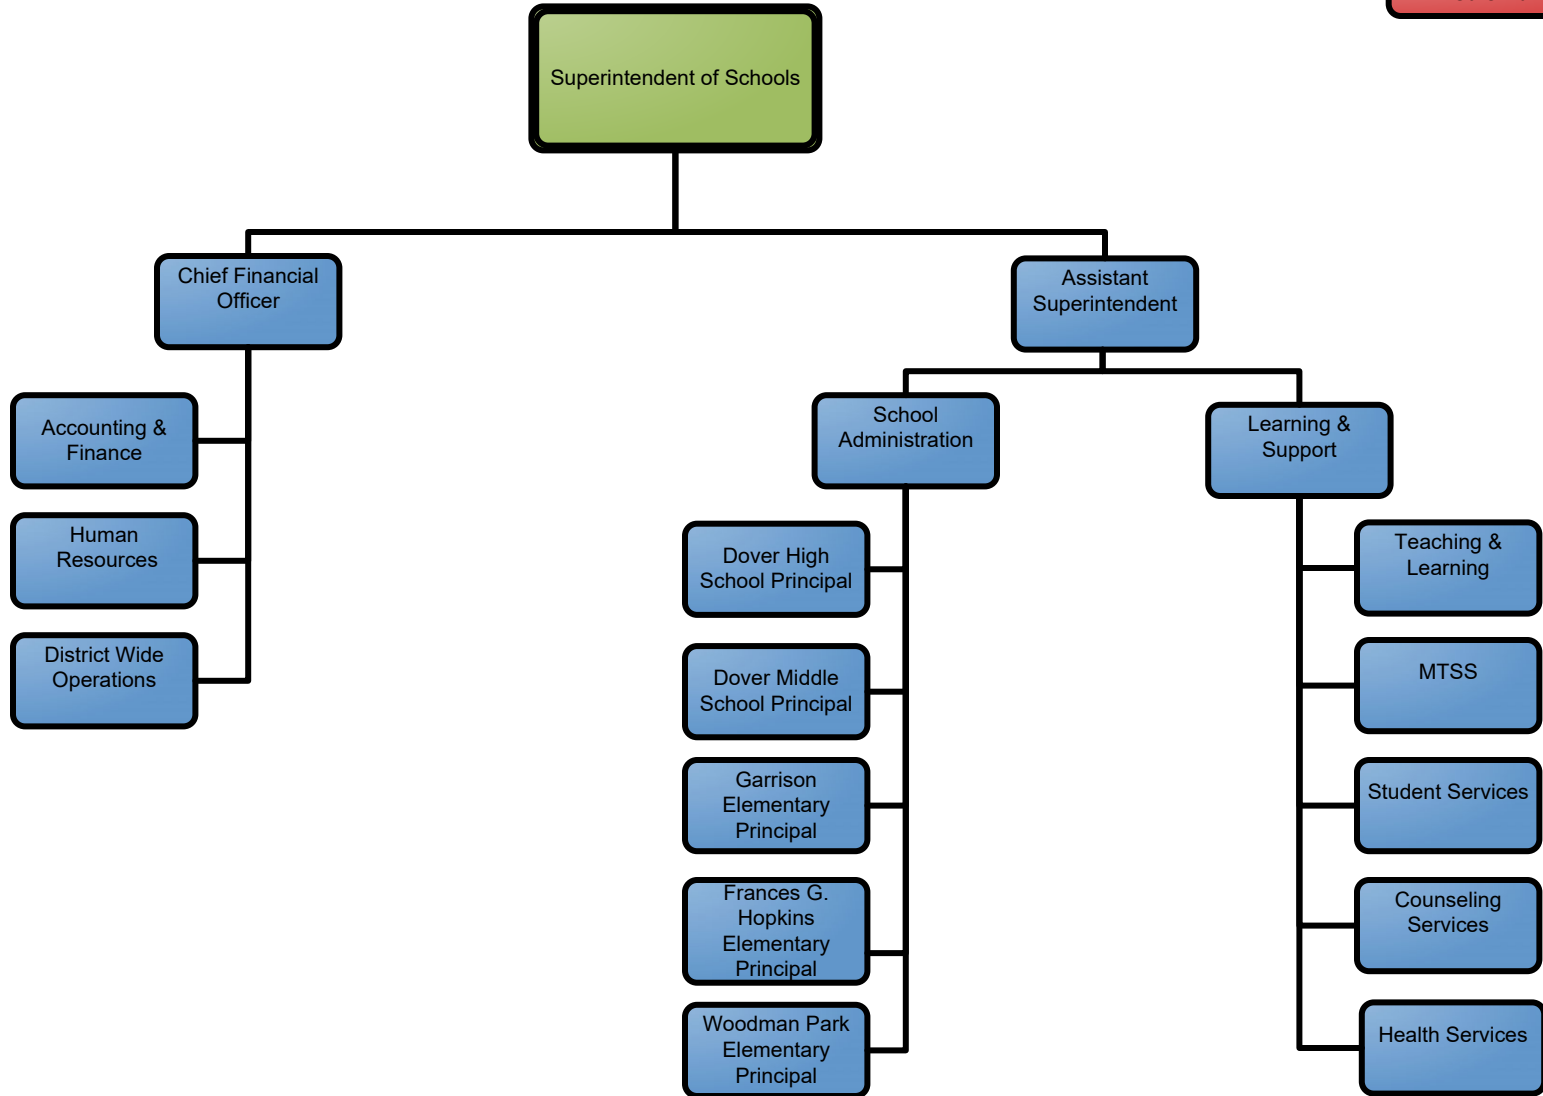 Superintendent of Schools
Chief Financial
Officer
Assistant
Superintendent
Accounting &
Finance
Human
Resources
District Wide
Operations
School
Administration
Dover High
School Principal
Dover Middle
School Principal
Garrison
Elementary
Principal
Frances G.
Hopkins
Elementary
Principal
Woodman Park
Elementary
Principal
Learning &
Support
Teaching &
Learning
MTSS
Student Services
Counseling
Services
Health Services